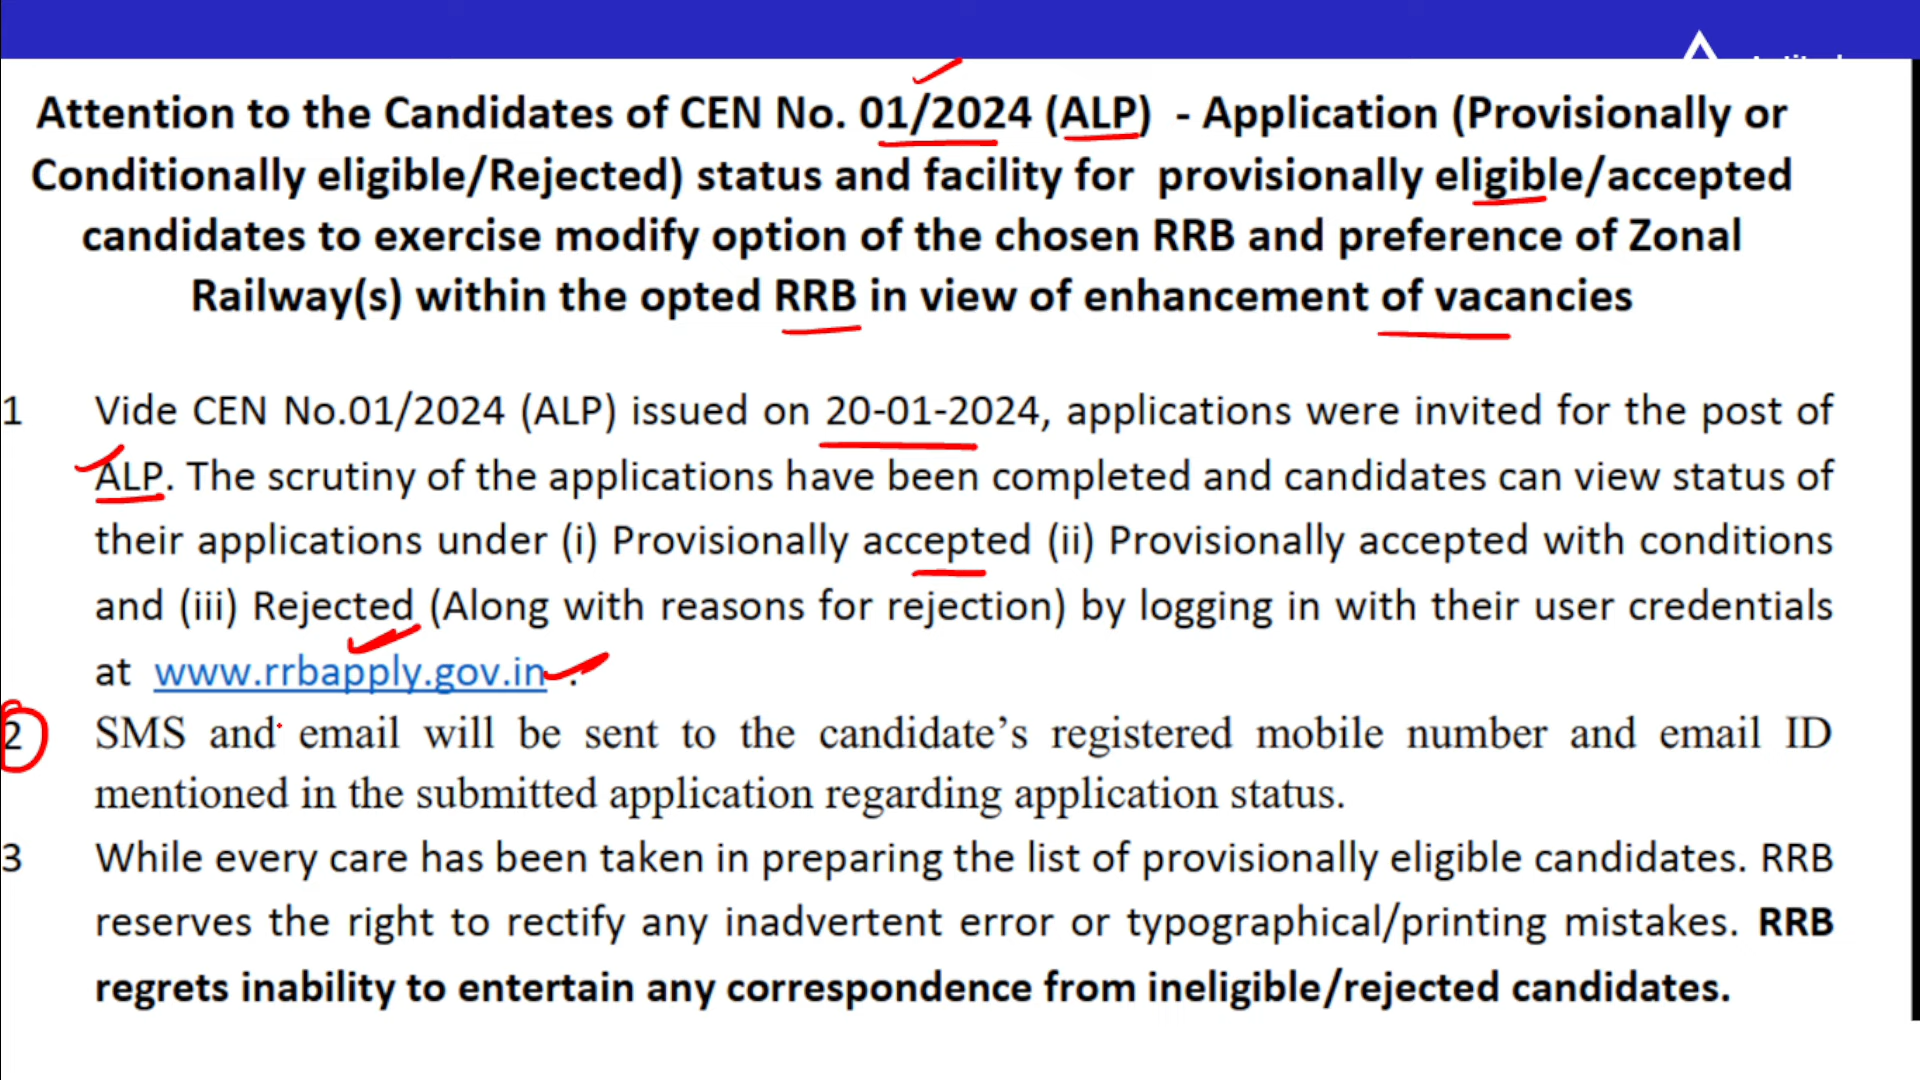 Attention to the Candidates of CEN No. 01/2024 (ALP) - Application (Provisionally or
Conditionally eligible/Rejected) status and facility for provisionally eligible/accepted
candidates to exercise modify option of the chosen RRB and preference of Zonal
Railway(s) within the opted RRB in view of enhancement of vacancies
1 Vide CEN No.01/2024 (ALP) issued on 20-01-2024, applications were invited for the post of
ALP. The scrutiny of the applications have been completed and candidates can view status of
their applications under (i) Provisionally accepted (ii) Provisionally accepted with conditions
and (iii) Rejected (Along with reasons for rejection) by logging in with their user credentials
at www.rrbapply.gov.in .
2 SMS and email will be sent to the candidate's registered mobile number and email ID
mentioned in the submitted application regarding application status.
3 While every care has been taken in preparing the list of provisionally eligible candidates. RRB
reserves the right to rectify any inadvertent error or typographical/printing mistakes. RRB
regrets inability to entertain any correspondence from ineligible/rejected candidates.